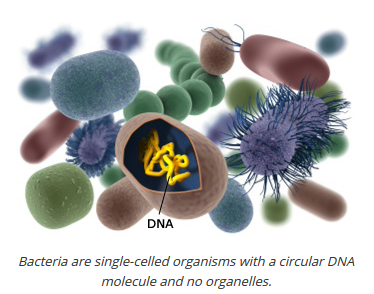 DNA
Bacteria are single-celled organisms with a circular DNA
molecule and no organelles.